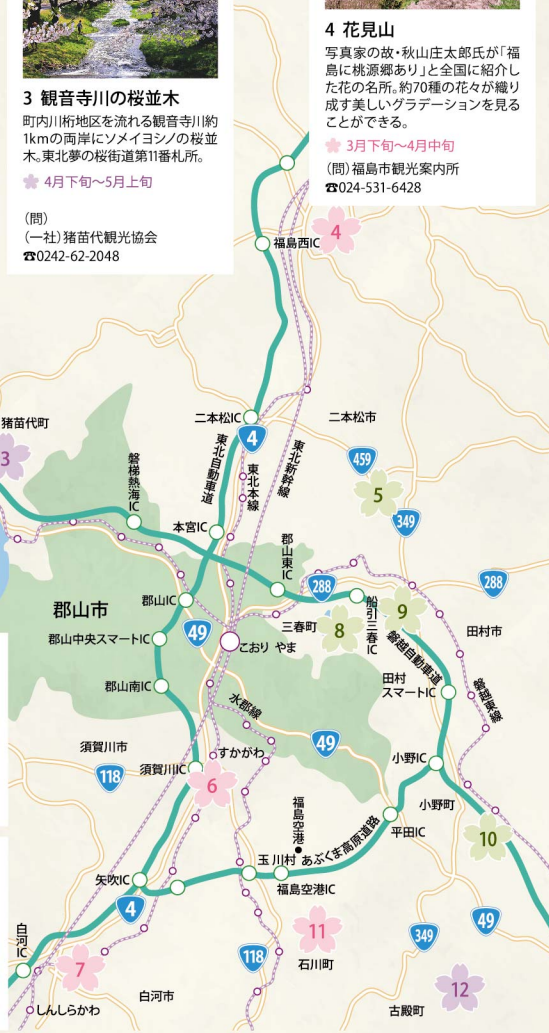 3 観音寺川の桜並木
町内川桁地区を流れる観音寺川約
1kmの両岸にソメイヨシノの桜並
木。東北夢の桜街道第11番札所。
4月下旬～5月上旬
(問)
(一社)猪苗代観光協会
☎0242-62-2048
4 花見山
写真家の故・秋山庄太郎氏が「福
島に桃源郷あり」と全国に紹介し
た花の名所。約70種の花々が織り
成す美しいグラデーションを見る
ことができる。
3月下旬～4月中旬
(問)福島市観光案内所
☎024-531-6428
4
福島西IC
二本松IC
二本松市
4
猪苗代町
3
東北自動車道
東北本線
東北新幹線
459
5
磐梯熱海IC
349
本宮IC
郡山東IC
288
288
郡山市
郡山IC
船引三春IC
9
49
三春町
8
田村市
郡山中央スマートIC
こおりやま
磐越自動車道
田村
スマートIC
磐越東線
郡山南IC
水郡線
須賀川市
すかがわ
49
小野IC
118
須賀川IC
6
小野町
福島空港
あぶくま高原道路
平田IC
10
玉川村
矢吹IC
福島空港IC
4
白河IC
11
石川町
349
49
118
7
白河市
12
しんしらかわ
古殿町